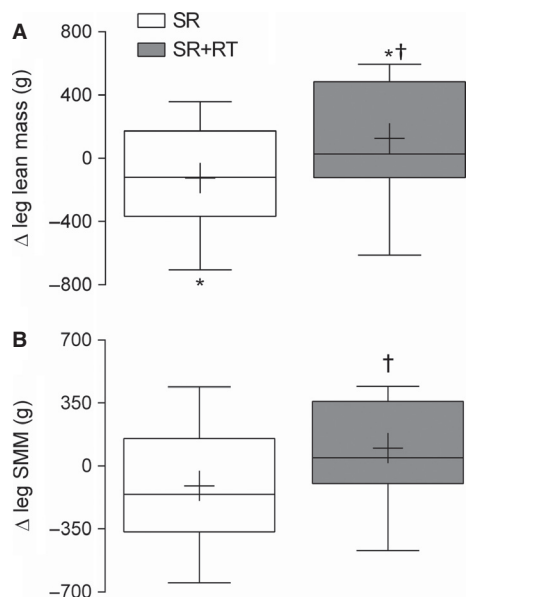 A
SR
SR+RT
Δ leg lean mass (g)
800
400
0
–400
–800
*†
*
B
Δ leg SMM (g)
700
350
0
–350
–700
†